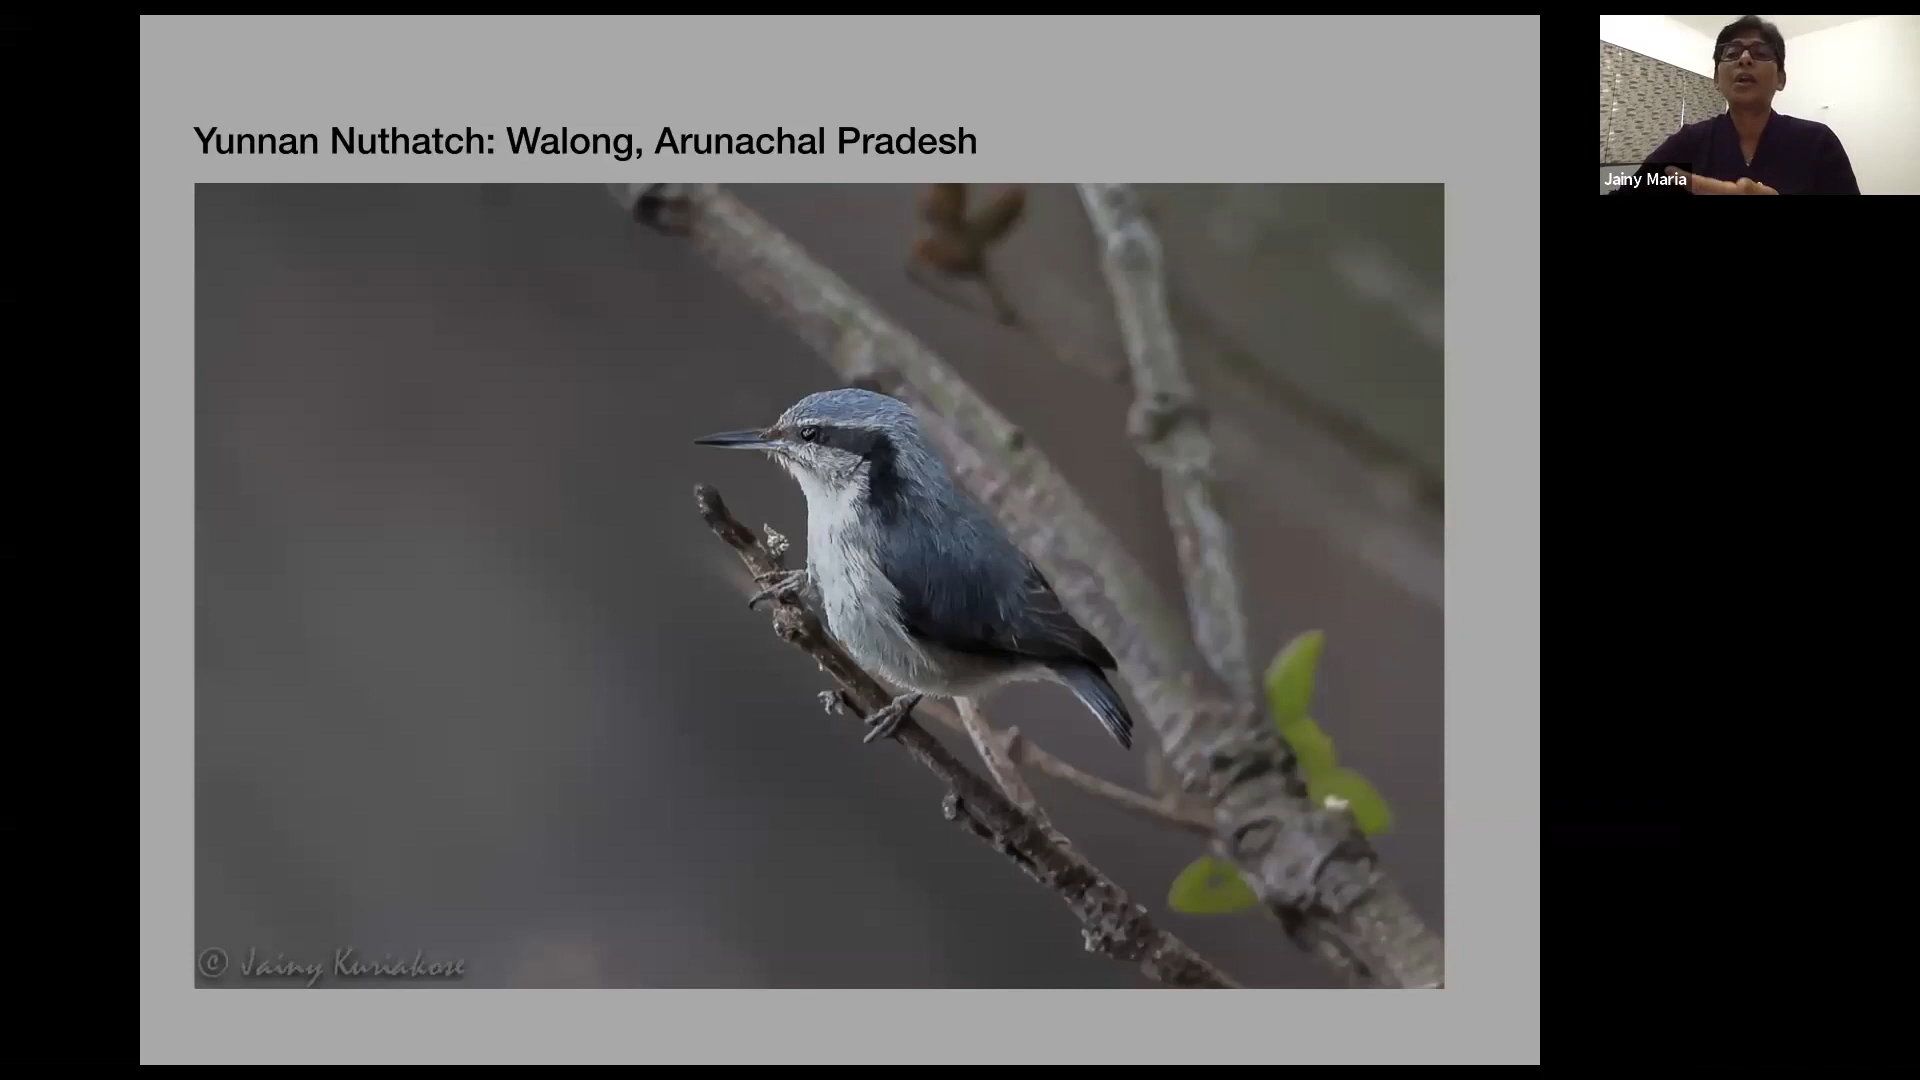 Yunnan Nuthatch: Walong, Arunachal Pradesh
Jainy Maria
© Jainy Kuriakose